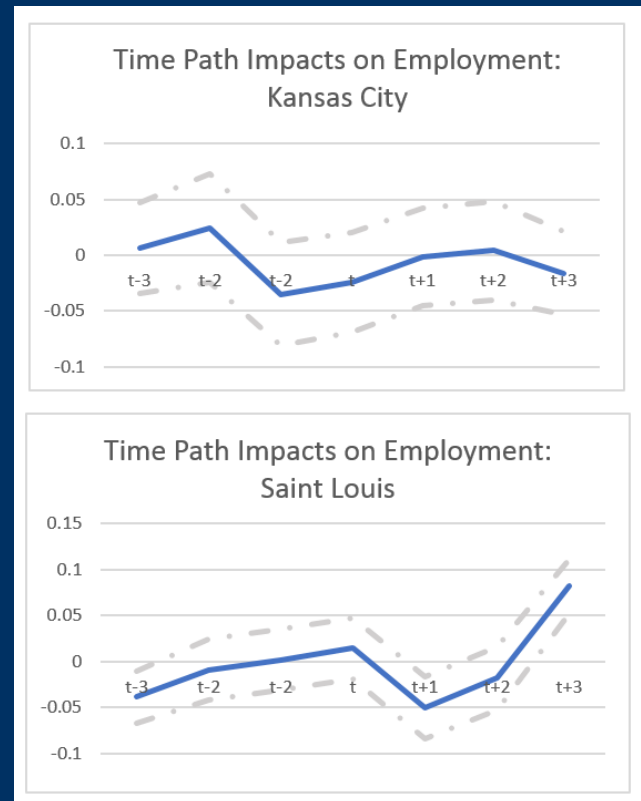 Time Path Impacts on Employment:
Kansas City
0.1
0.05
0
t-3 t-2 t-2 t t+1 t+2 t+3
-0.05
-0.1
Time Path Impacts on Employment:
Saint Louis
0.15
0.1
0.05
0
t-3 t-2 t-2 t t+1 t+2 t+3
-0.05
-0.1